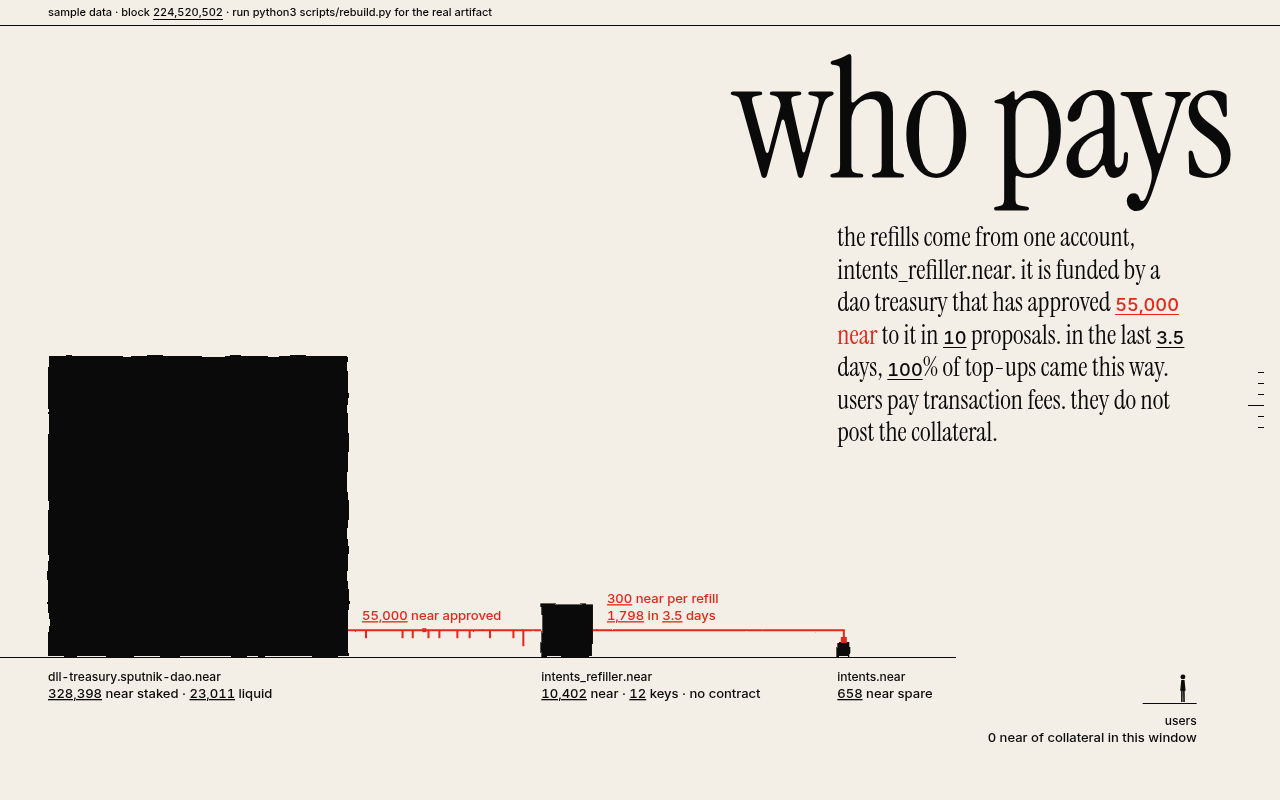 sample data · block 224,520,502 · run python3 scripts/rebuild.py for the real artifact
who pays
the refills come from one account,
intents_refiller.near. it is funded by a
dao treasury that has approved 55,000
near to it in 10 proposals. in the last 3.5
days, 100% of top-ups came this way.
users pay transaction fees. they do not
post the collateral.
55,000 near approved
300 near per refill
1,798 in 3.5 days
dll-treasury.sputnik-dao.near
328,398 near staked · 23,011 liquid
intents_refiller.near
10,402 near · 12 keys · no contract
intents.near
658 near spare
users
0 near of collateral in this window